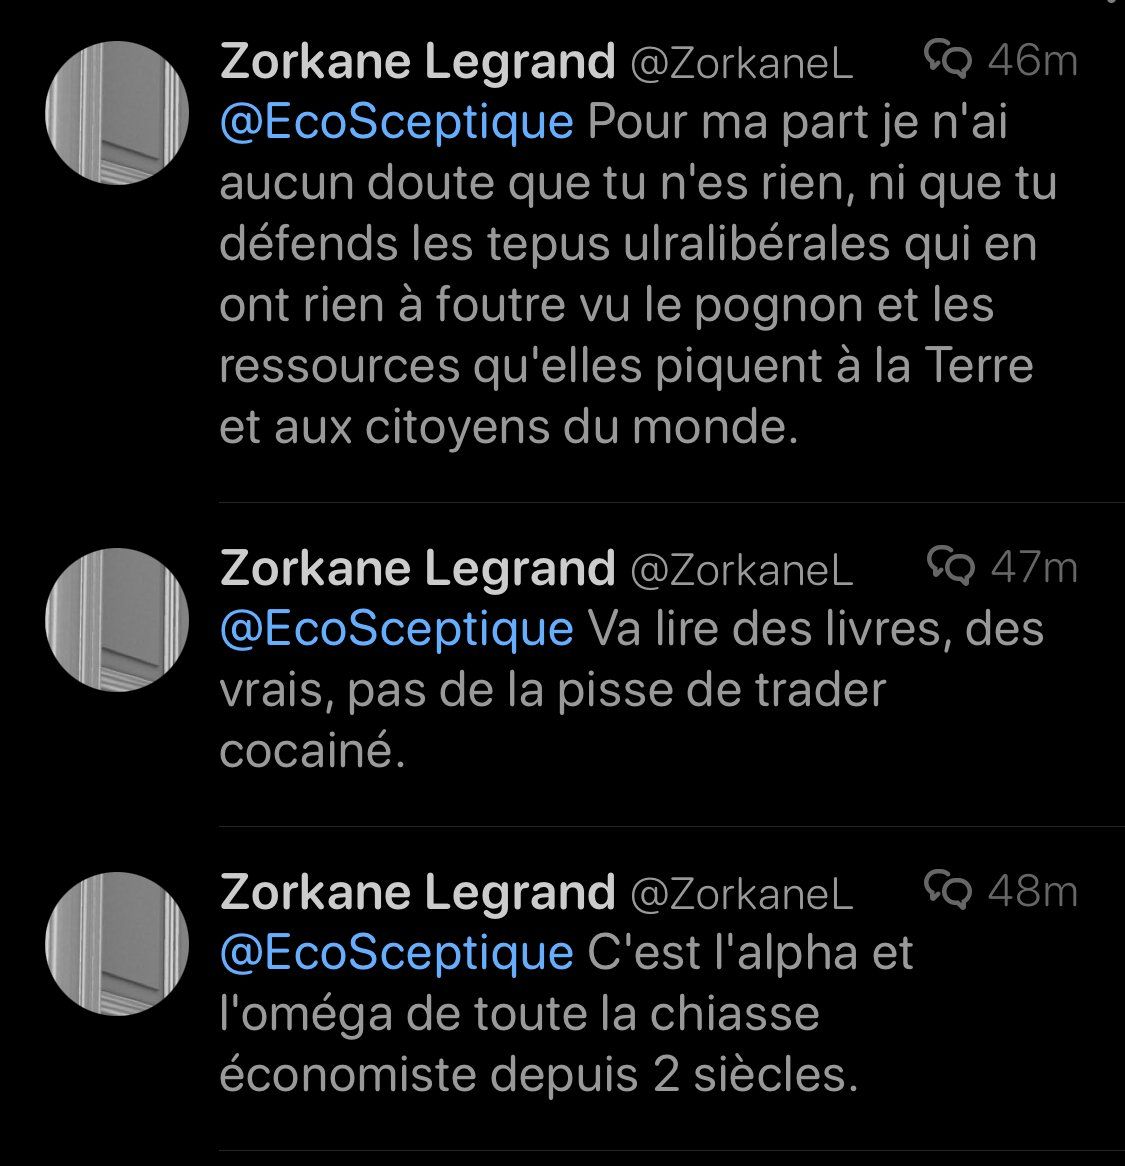 Zorkane Legrand @ZorkaneL 46m
@EcoSceptique Pour ma part je n'ai
aucun doute que tu n'es rien, ni que tu
défends les tepus ulralibérales qui en
ont rien à foutre vu le pognon et les
ressources qu'elles piquent à la Terre
et aux citoyens du monde.
Zorkane Legrand @ZorkaneL 47m
@EcoSceptique Va lire des livres, des
vrais, pas de la pisse de trader
cocainé.
Zorkane Legrand @ZorkaneL 48m
@EcoSceptique C'est l'alpha et
l'oméga de toute la chiasse
économiste depuis 2 siècles.